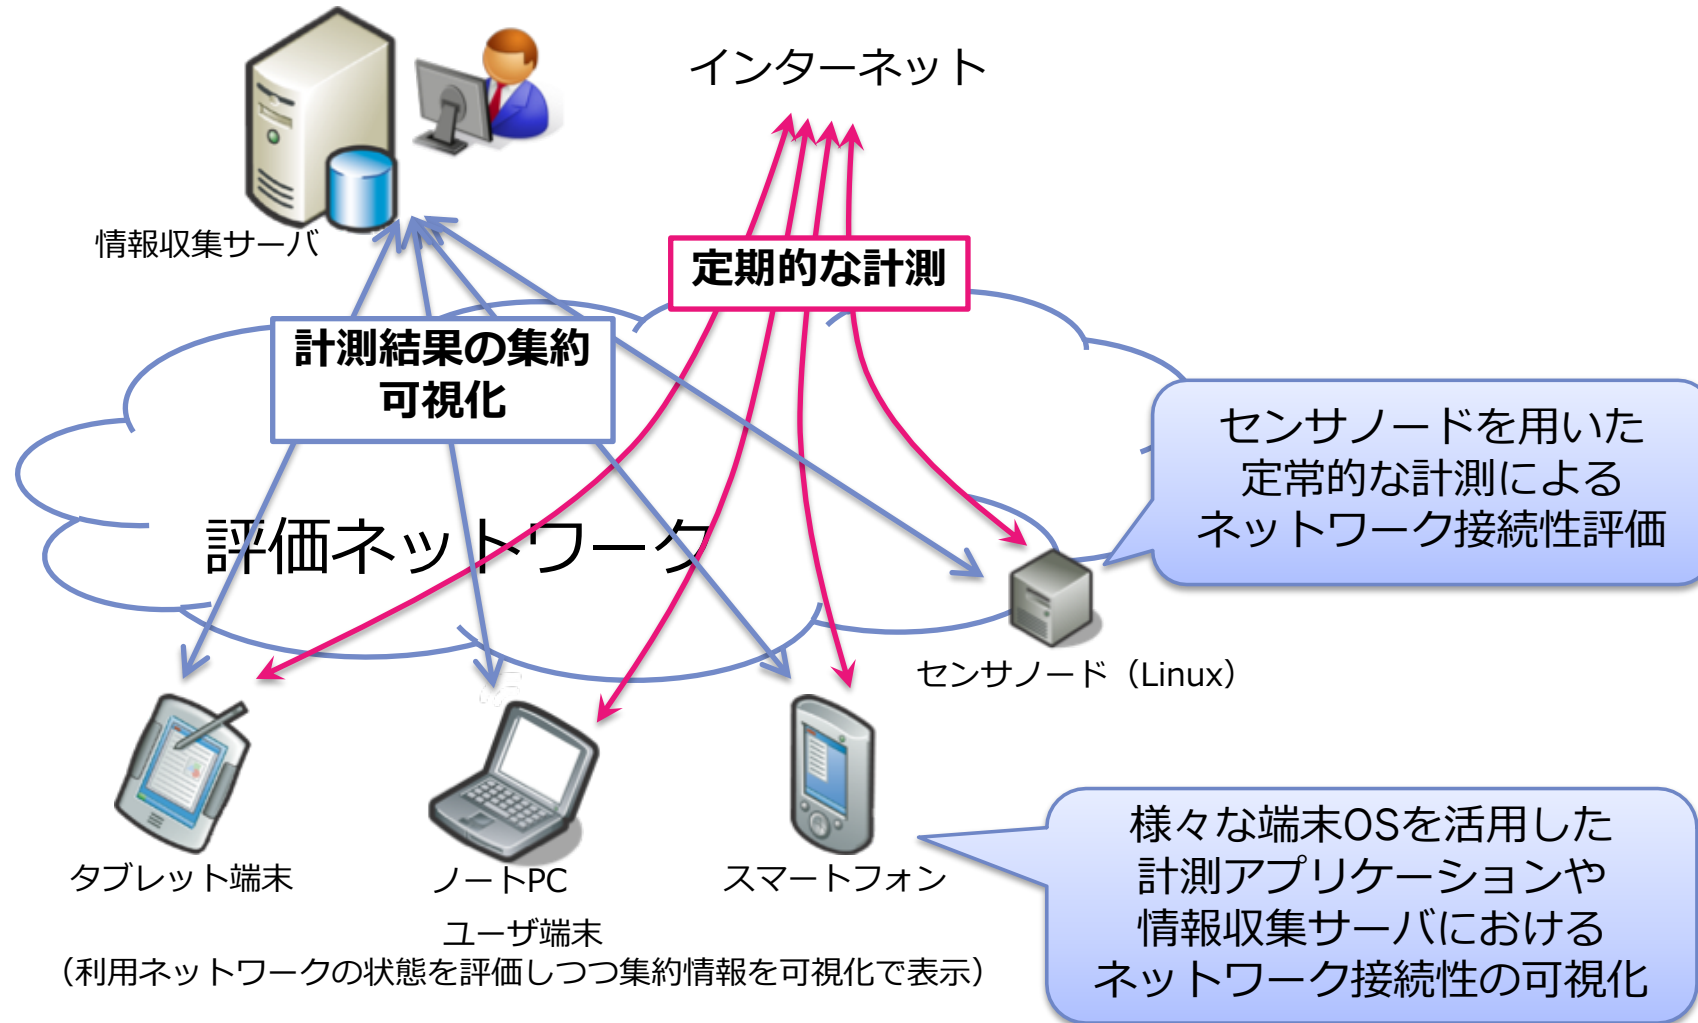 インターネット
情報収集サーバ
定期的な計測
計測結果の集約
可視化
センサノードを用いた
定常的な計測による
ネットワーク接続性評価
評価ネットワーク
センサノード（Linux）
タブレット端末
ノートPC
スマートフォン
ユーザ端末
（利用ネットワークの状態を評価しつつ集約情報を可視化で表示）
様々な端末OSを活用した
計測アプリケーションや
情報収集サーバにおける
ネットワーク接続性の可視化